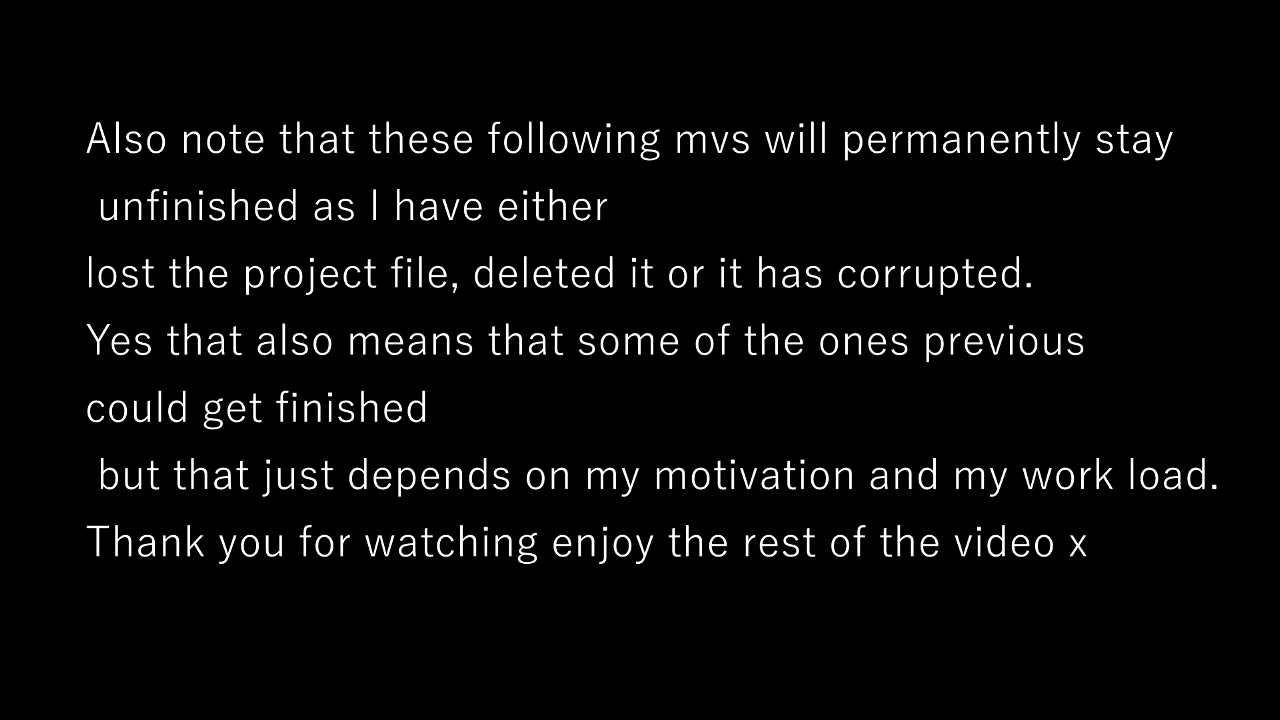 Also note that these following mvs will permanently stay
unfinished as I have either
lost the project file, deleted it or it has corrupted.
Yes that also means that some of the ones previous
could get finished
but that just depends on my motivation and my work load.
Thank you for watching enjoy the rest of the video x